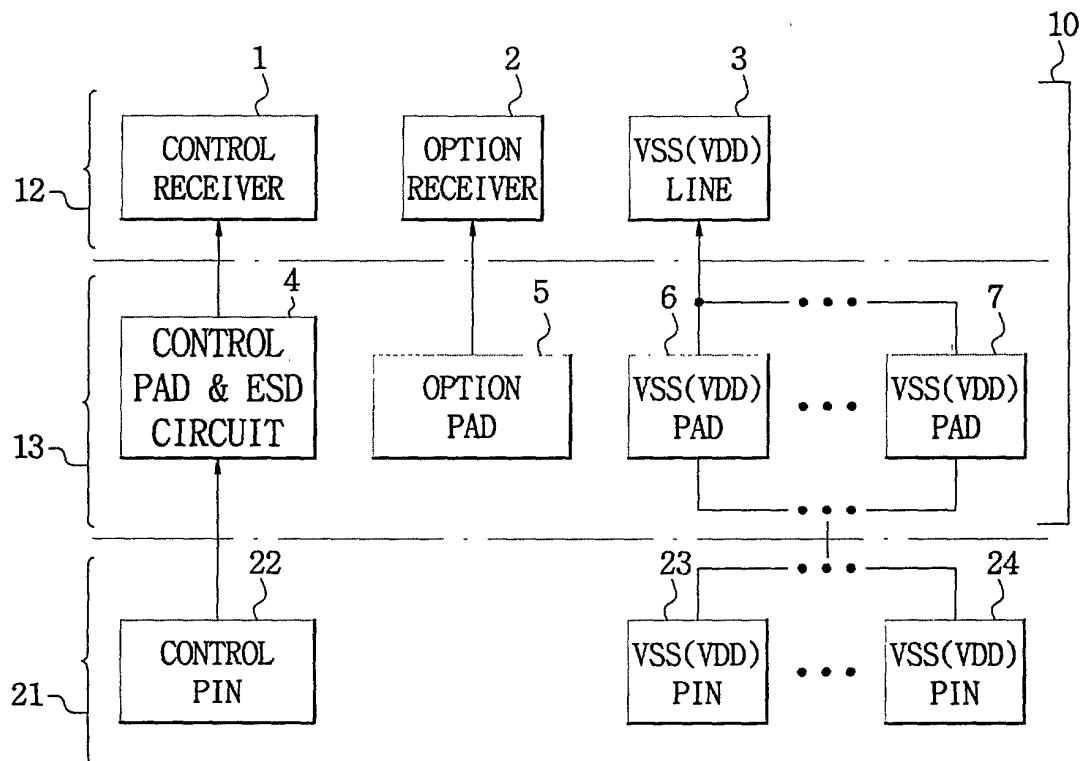 10
1
2
3
CONTROL
RECEIVER
OPTION
RECEIVER
VSS(VDD)
LINE
12
4
5
6
7
CONTROL
PAD & ESD
CIRCUIT
OPTION
PAD
VSS(VDD)
PAD
VSS(VDD)
PAD
13
22
23
24
CONTROL
PIN
VSS(VDD)
PIN
VSS(VDD)
PIN
21